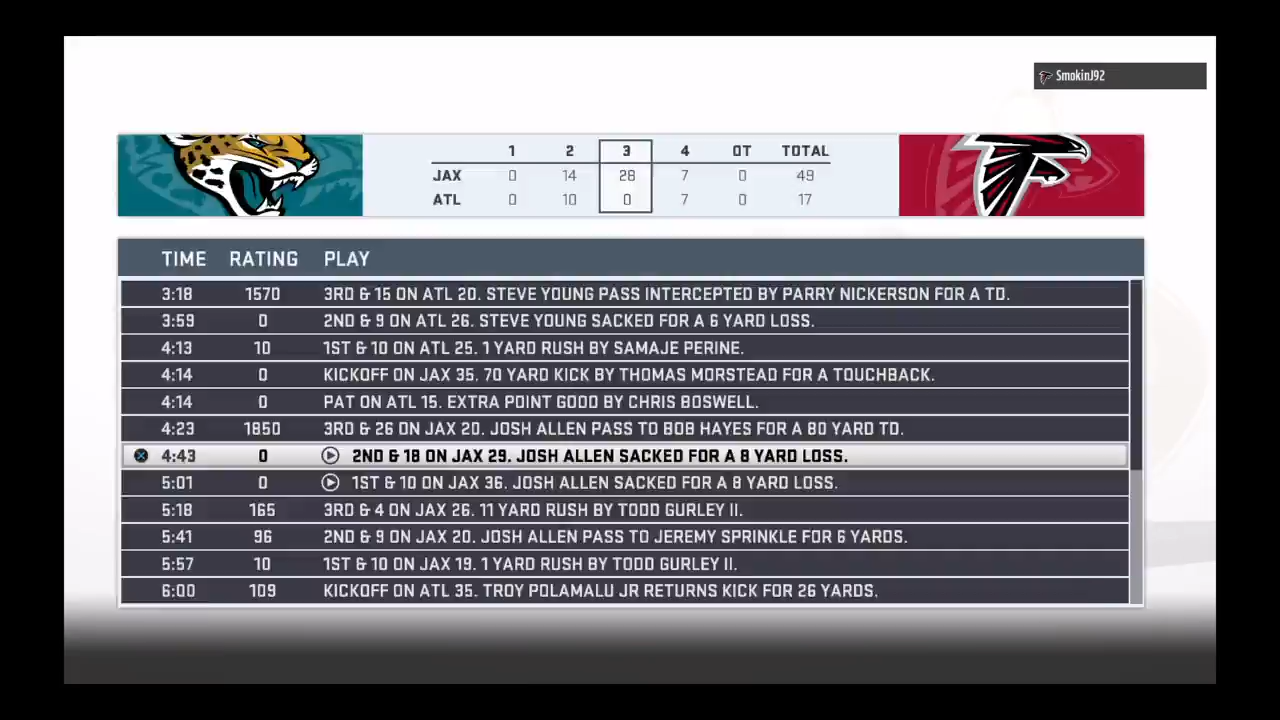 SmokinJ92
1 2 3 4 OT TOTAL
JAX 0 14 28 7 0 49
ATL 0 10 0 7 0 17
TIME RATING PLAY
3:18 1570 3RD & 15 ON ATL 20. STEVE YOUNG PASS INTERCEPTED BY PARRY NICKERSON FOR A TD.
3:59 0 2ND & 9 ON ATL 26. STEVE YOUNG SACKED FOR A 6 YARD LOSS.
4:13 10 1ST & 10 ON ATL 25. 1 YARD RUSH BY SAMAJE PERINE.
4:14 0 KICKOFF ON JAX 35. 70 YARD KICK BY THOMAS MORSTEAD FOR A TOUCHBACK.
4:14 0 PAT ON ATL 15. EXTRA POINT GOOD BY CHRIS BOSWELL.
4:23 1850 3RD & 26 ON JAX 20. JOSH ALLEN PASS TO BOB HAYES FOR A 80 YARD TD.
4:43 0 2ND & 18 ON JAX 29. JOSH ALLEN SACKED FOR A 8 YARD LOSS.
5:01 0 1ST & 10 ON JAX 36. JOSH ALLEN SACKED FOR A 8 YARD LOSS.
5:18 165 3RD & 4 ON JAX 26. 11 YARD RUSH BY TODD GURLEY II.
5:41 96 2ND & 9 ON JAX 20. JOSH ALLEN PASS TO JEREMY SPRINKLE FOR 6 YARDS.
5:57 10 1ST & 10 ON JAX 19. 1 YARD RUSH BY TODD GURLEY II.
6:00 109 KICKOFF ON ATL 35. TROY POLAMALU JR RETURNS KICK FOR 26 YARDS.